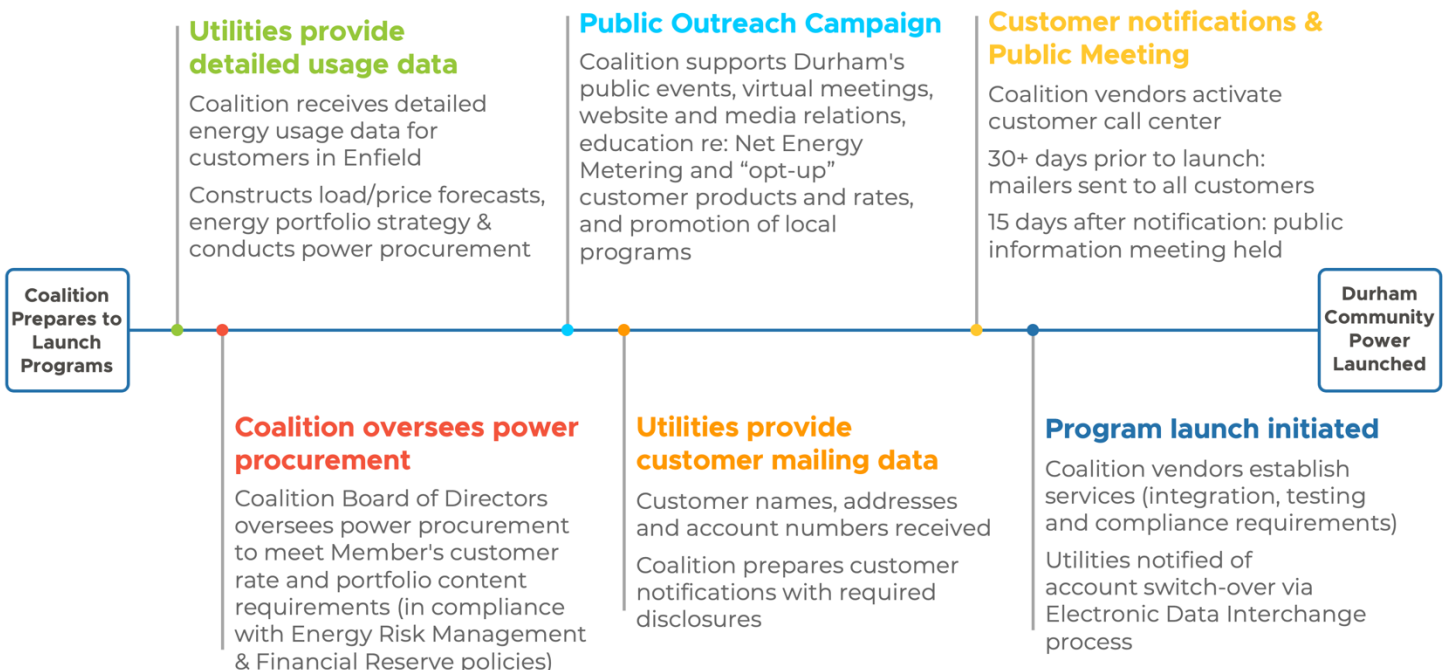 Coalition
Prepares to
Launch
Programs
Utilities provide
detailed usage data
Coalition receives detailed
energy usage data for
customers in Enfield
Constructs load/price forecasts,
energy portfolio strategy &
conducts power procurement
Coalition oversees power
procurement
Coalition Board of Directors
oversees power procurement
to meet Member's customer
rate and portfolio content
requirements (in compliance
with Energy Risk Management
& Financial Reserve policies)
Public Outreach Campaign
Coalition supports Durham's
public events, virtual meetings,
website and media relations,
education re: Net Energy
Metering and “opt-up”
customer products and rates,
and promotion of local
programs
Utilities provide
customer mailing data
Customer names, addresses
and account numbers received
Coalition prepares customer
notifications with required
disclosures
Customer notifications &
Public Meeting
Coalition vendors activate
customer call center
30+ days prior to launch:
mailers sent to all customers
15 days after notification: public
information meeting held
Program launch initiated
Coalition vendors establish
services (integration, testing
and compliance requirements)
Utilities notified of
account switch-over via
Electronic Data Interchange
process
Durham
Community
Power
Launched